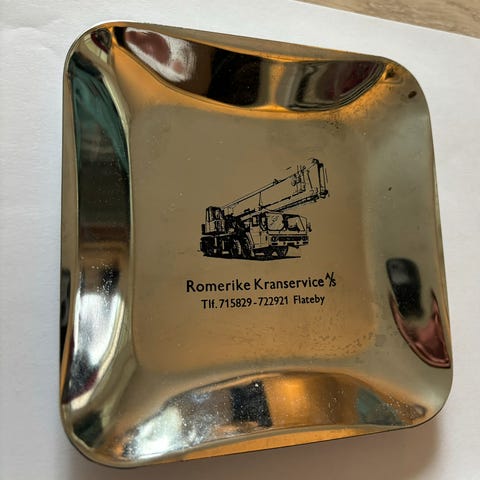 Romerike Kranservice A/S
Tlf. 715829-722921 Flateby